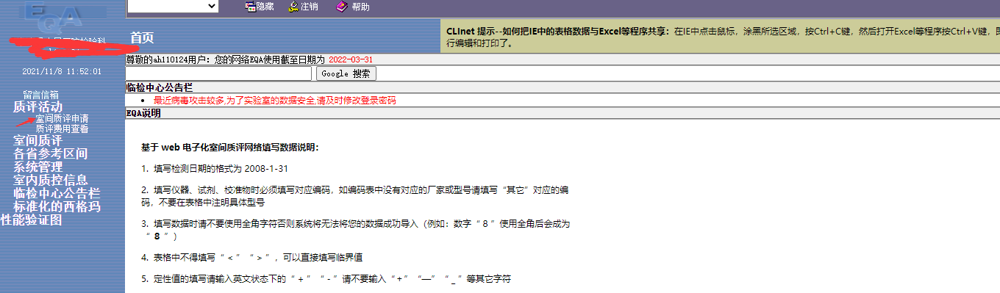 EQA
隐藏 注销 帮助
首页
CLInet 提示--如何把IE中的表格数据与Excel等程序共享：在IE中点击鼠标，涂黑所选区域，按Ctrl+C键，然后打开Excel等程序按Ctrl+V键，
行编辑和打印了。
2021/11/8 11:52:01
留言信箱
质评活动
室间质评申请
质评费用查看
室间质评
各省参考区间
系统管理
室内质控信息
临检中心公告栏
标准化的西格玛
性能验证图
尊敬的ah110124用户：您的网络EQA使用截至日期为 2022-03-31
Google 搜索
临检中心公告栏
• 最近病毒攻击较多,为了实验室的数据安全,请及时修改登录密码
EQA说明
基于 web 电子化室间质评网络填写数据说明：
1. 填写检测日期的格式为 2008-1-31
2. 填写仪器、试剂、校准物时必须填写对应编码，如编码表中没有对应的厂家或型号请填写“其它”对应的编
码，不要在表格中注明具体型号
3. 填写数据时请不要使用全角字符否则系统将无法将您的数据成功导入（例如：数字“ 8 ”使用全角后会成为
“ ８ ”）
4. 表格中不得填写“ < ”“ > ”，可以直接填写临界值
5. 定性值的填写请输入英文状态下的“ + ”“ - ”请不要输入“＋”“—”“ _ ”等其它字符